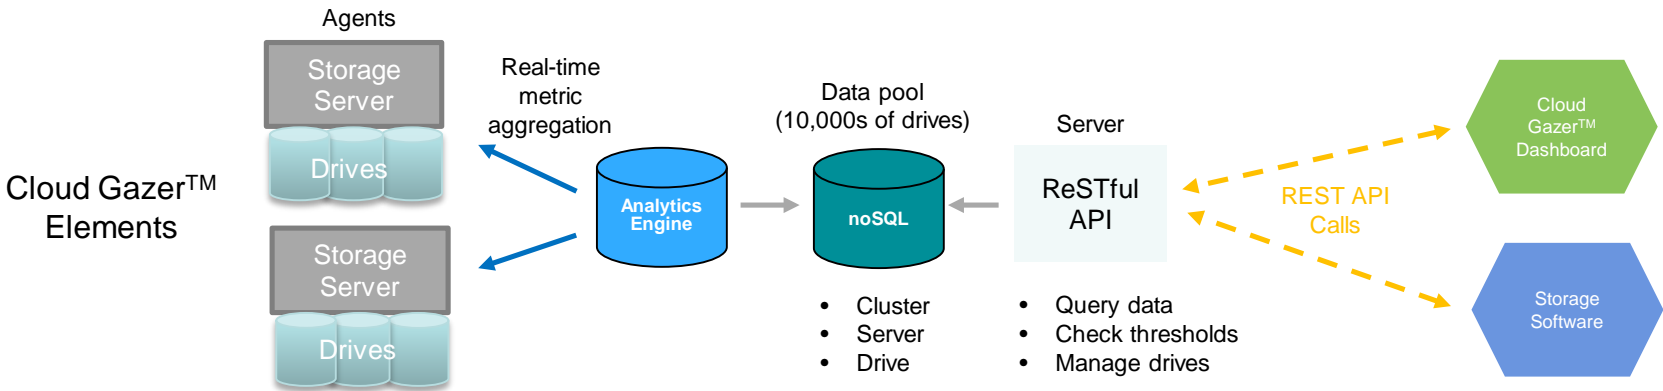 Cloud Gazer™
Elements
Agents
Storage
Server
Drives
Storage
Server
Drives
Real-time
metric
aggregation
Analytics
Engine
Data pool
(10,000s of drives)
noSQL
• Cluster
• Server
• Drive
Server
ReSTful
API
• Query data
• Check thresholds
• Manage drives
REST API
Calls
Cloud
Gazer™
Dashboard
Storage
Software